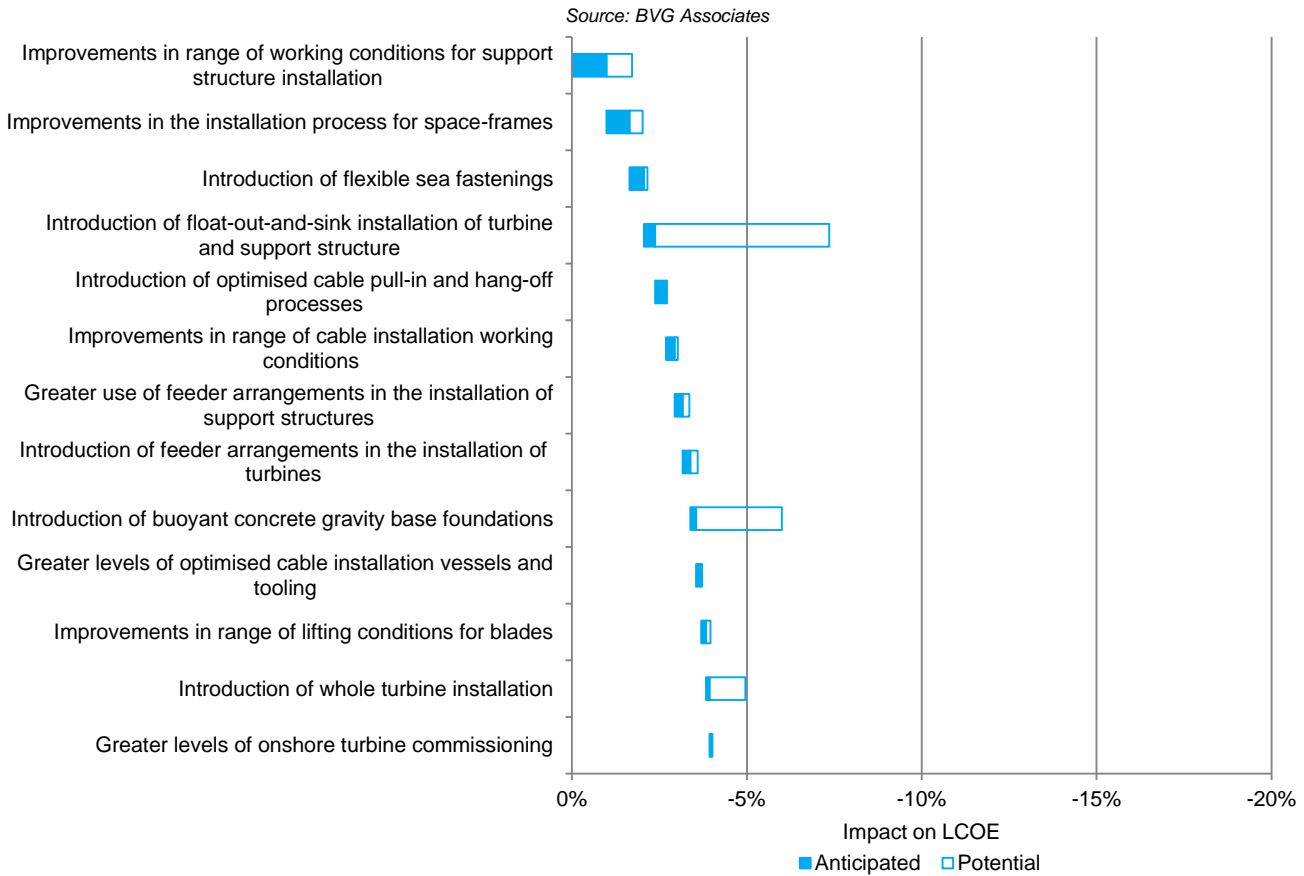 Source: BVG Associates
Improvements in range of working conditions for support
structure installation
Improvements in the installation process for space-frames
Introduction of flexible sea fastenings
Introduction of float-out-and-sink installation of turbine
and support structure
Introduction of optimised cable pull-in and hang-off
processes
Improvements in range of cable installation working
conditions
Greater use of feeder arrangements in the installation of
support structures
Introduction of feeder arrangements in the installation of
turbines
Introduction of buoyant concrete gravity base foundations
Greater levels of optimised cable installation vessels and
tooling
Improvements in range of lifting conditions for blades
Introduction of whole turbine installation
Greater levels of onshore turbine commissioning
0% -5% -10% -15% -20%
Impact on LCOE
Anticipated Potential